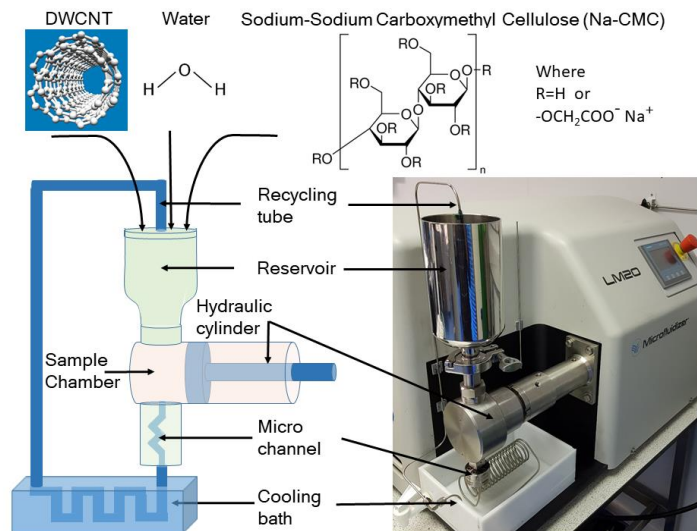 DWCNT
Water
Sodium-Sodium Carboxymethyl Cellulose (Na-CMC)
H
O
H
RO
O
R
RO
OR
O
O
RO
OR
O
OR
RO
OR
n
Where
R=H or
-OCH₂COO⁻ Na⁺
Recycling
tube
Reservoir
Hydraulic
cylinder
Sample
Chamber
Micro
channel
Cooling
bath
LM20
Microfluidizer